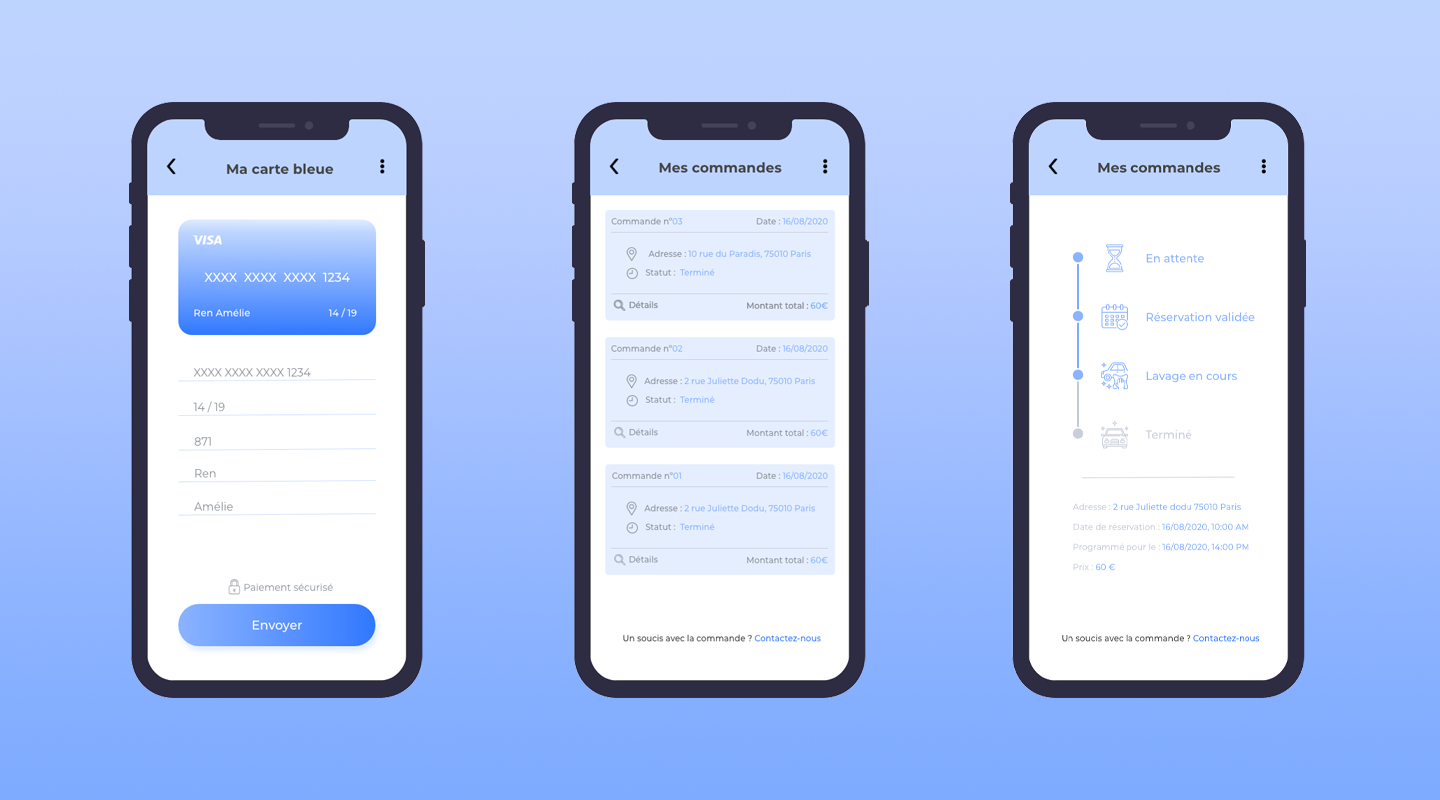 Ma carte bleue
VISA
XXXX XXXX XXXX 1234
Ren Amélie 14 / 19
XXXX XXXX XXXX 1234
14 / 19
871
Ren
Amélie
Paiement sécurisé
Envoyer
Mes commandes
Commande n°03 Date : 16/08/2020
Adresse : 10 rue du Paradis, 75010 Paris
Statut : Terminé
Détails Montant total : 60€
Commande n°02 Date : 16/08/2020
Adresse : 2 rue Juliette Dodu, 75010 Paris
Statut : Terminé
Détails Montant total : 60€
Commande n°01 Date : 16/08/2020
Adresse : 2 rue Juliette Dodu, 75010 Paris
Statut : Terminé
Détails Montant total : 60€
Un soucis avec la commande ? Contactez-nous
Mes commandes
En attente
Réservation validée
Lavage en cours
Terminé
Adresse : 2 rue Juliette dodu 75010 Paris
Date de réservation : 16/08/2020, 10:00 AM
Programmé pour le : 16/08/2020, 14:00 PM
Prix : 60 €
Un soucis avec la commande ? Contactez-nous